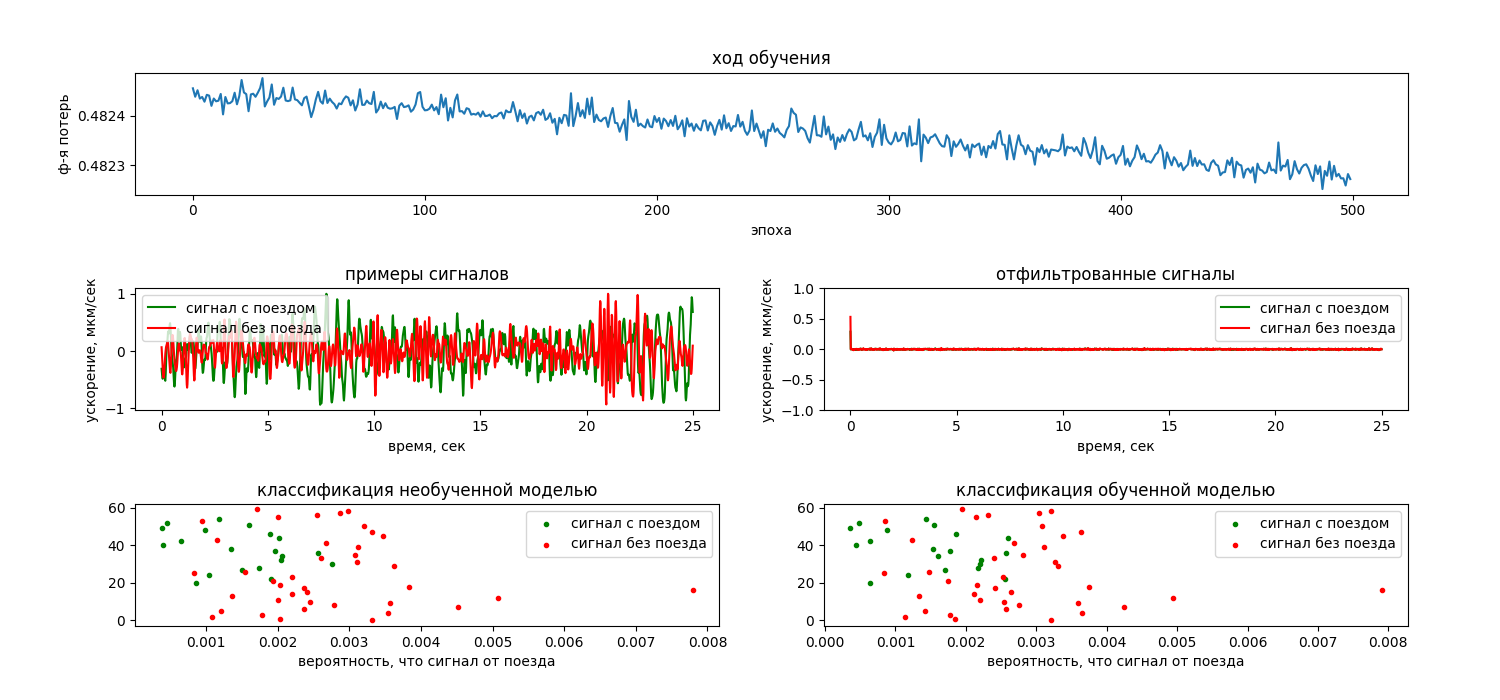 ход обучения
ф-я потерь
0.4824
0.4823
0 100 200 300 400 500
эпоха
примеры сигналов
ускорение, мкм/сек
1
0
−1
сигнал с поездом
сигнал без поезда
0 5 10 15 20 25
время, сек
отфильтрованные сигналы
ускорение, мкм/сек
1.0
0.5
0.0
−0.5
−1.0
сигнал с поездом
сигнал без поезда
0 5 10 15 20 25
время, сек
классификация необученной моделью
60
40
20
0
сигнал с поездом
сигнал без поезда
0.001 0.002 0.003 0.004 0.005 0.006 0.007 0.008
вероятность, что сигнал от поезда
классификация обученной моделью
60
40
20
0
сигнал с поездом
сигнал без поезда
0.000 0.001 0.002 0.003 0.004 0.005 0.006 0.007 0.008
вероятность, что сигнал от поезда